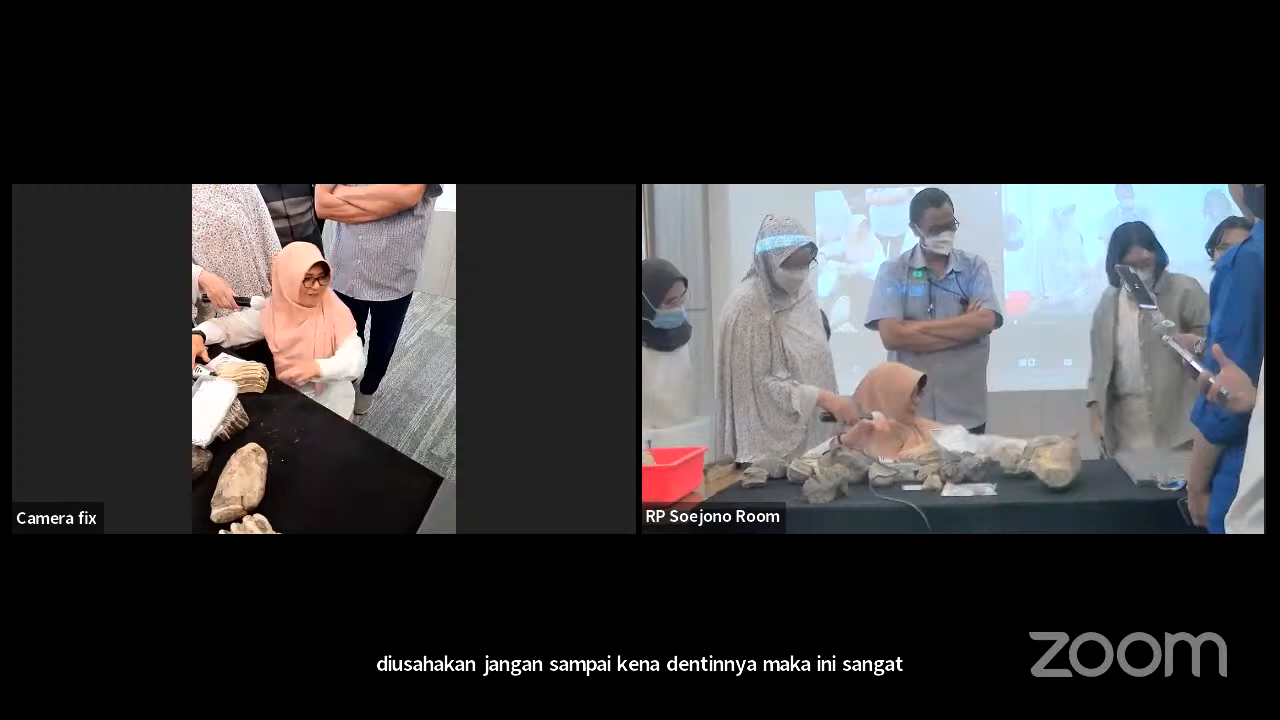 Camera fix
RP Soejono Room
diusahakan jangan sampai kena dentinnya maka ini sangat
zoom